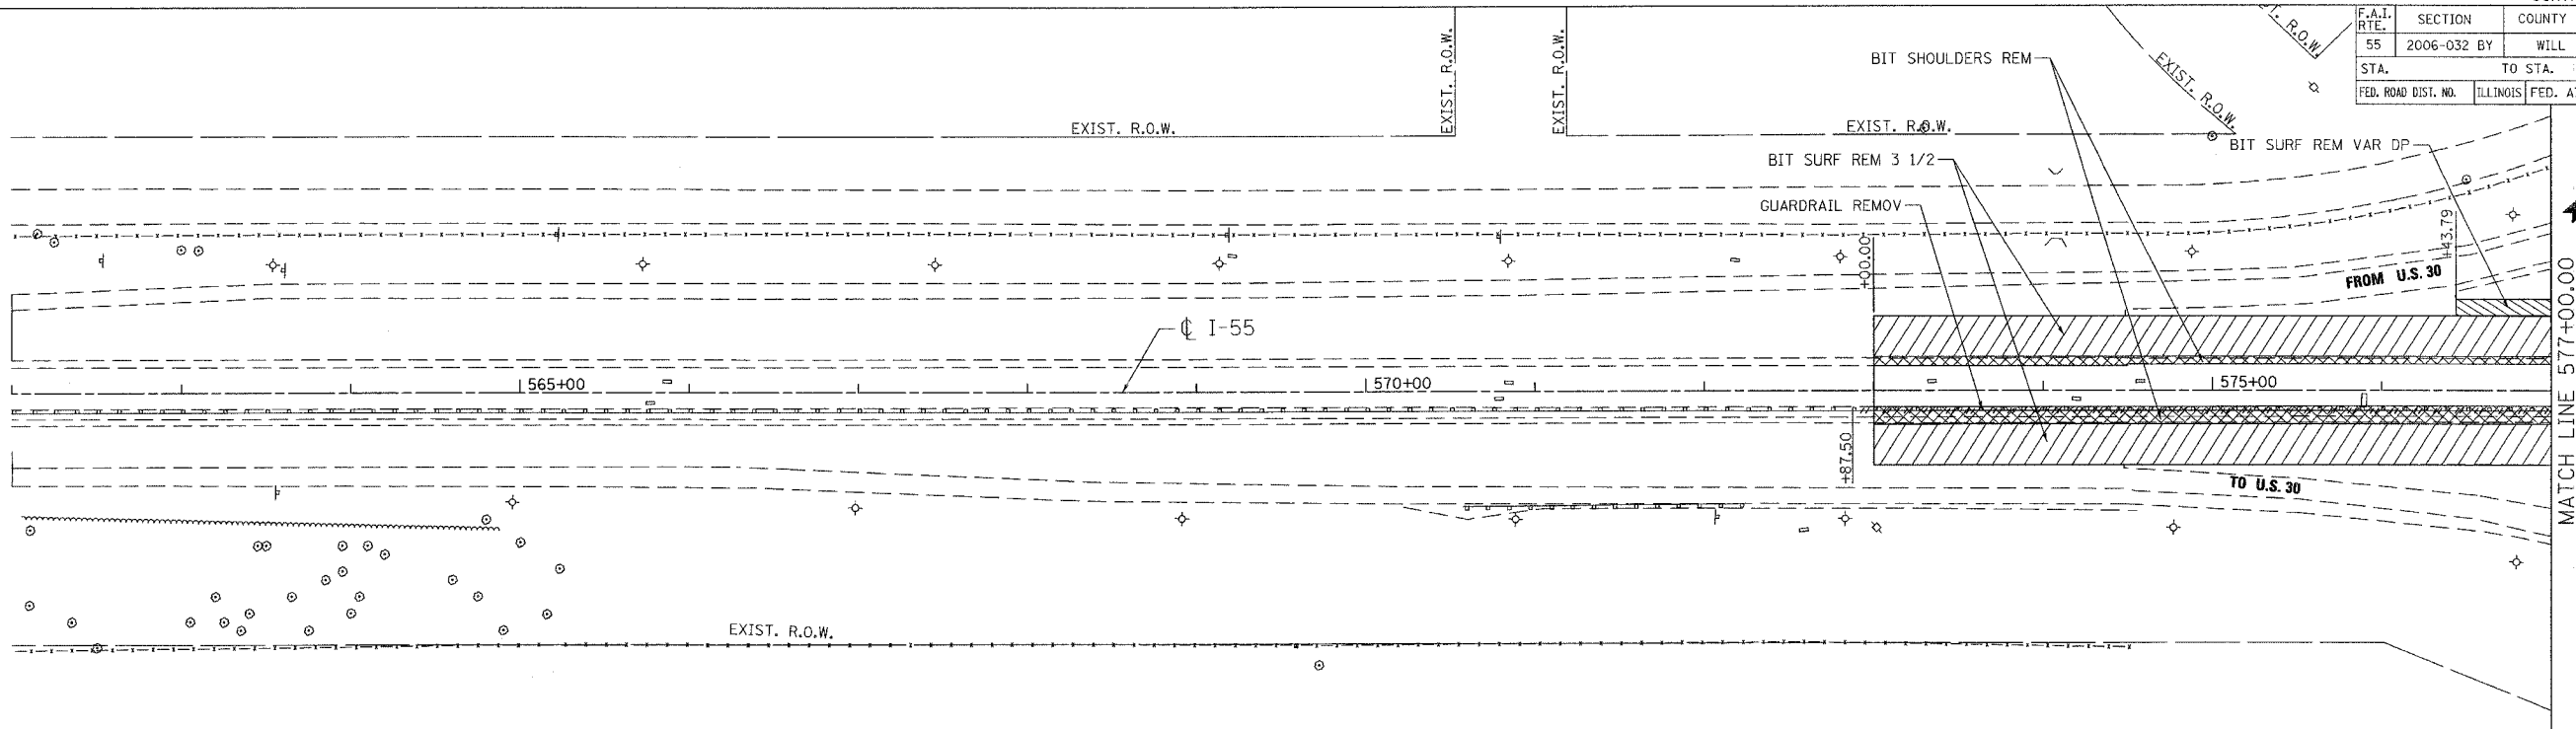 F.A.I. RTE. SECTION COUNTY
55 2006-032 BY WILL
STA. TO STA.
FED. ROAD DIST. NO. ILLINOIS FED.
R.O.W.
EXIST. R.O.W.
EXIST. R.O.W.
EXIST. R.O.W.
BIT SHOULDERS REM
EXIST. R.O.W.
EXIST. R.O.W.
BIT SURF REM VAR DP
BIT SURF REM 3 1/2
GUARDRAIL REMOV
+00.00
+43.79
FROM U.S. 30
℄ I-55
565+00
570+00
575+00
+87.50
TO U.S. 30
MATCH LINE 577+00.00
EXIST. R.O.W.